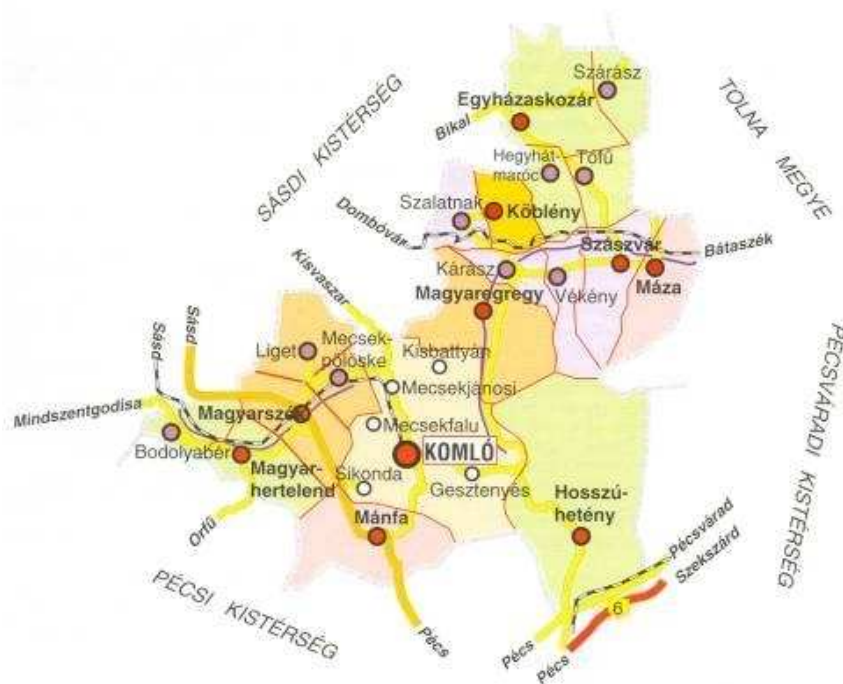 SÁSDI KISTÉRSÉG
TOLNA MEGYE
Szárász
Egyházaskozár
Bikal
Hegyhát-
maróc
Tófű
Szalatnak
Köblény
Dombóvár
Szászvár
Bátaszék
Kárász
Vékény
Máza
Magyaregregy
Kisvaszar
Sásd
Sásd
Liget
Mecsek-
pölöske
Kisbattyán
Mecsekjánosi
Mindszentgodisa
Magyarszék
Mecsekfalu
Bodolyabér
KOMLÓ
Magyar-
hertelend
Sikonda
Gesztenyés
Hosszú-
hetény
Orfű
Mánfa
PÉCSVÁRADI KISTÉRSÉG
Pécsvárad
Szekszárd
6
PÉCSI KISTÉRSÉG
Pécs
Pécs
Pécs